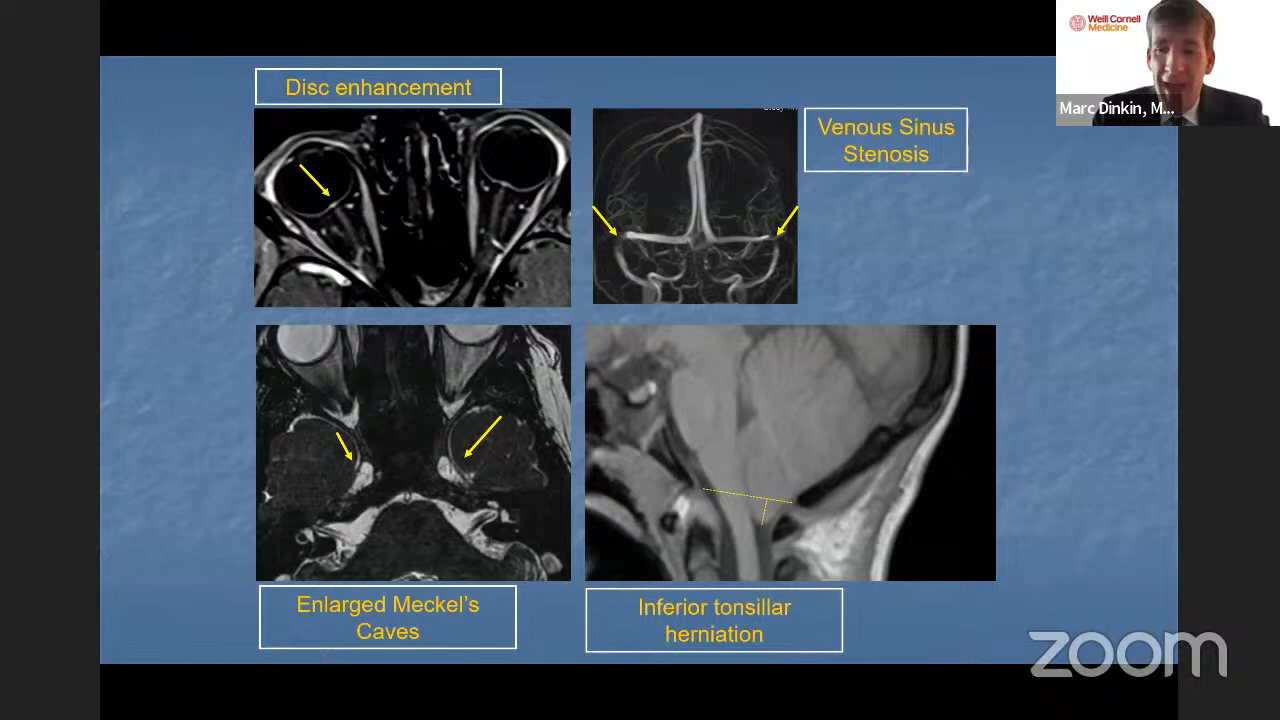 Disc enhancement
Venous Sinus
Stenosis
Weill Cornell
Medicine
Marc Dinkin, M...
Enlarged Meckel's
Caves
Inferior tonsillar
herniation
zoom